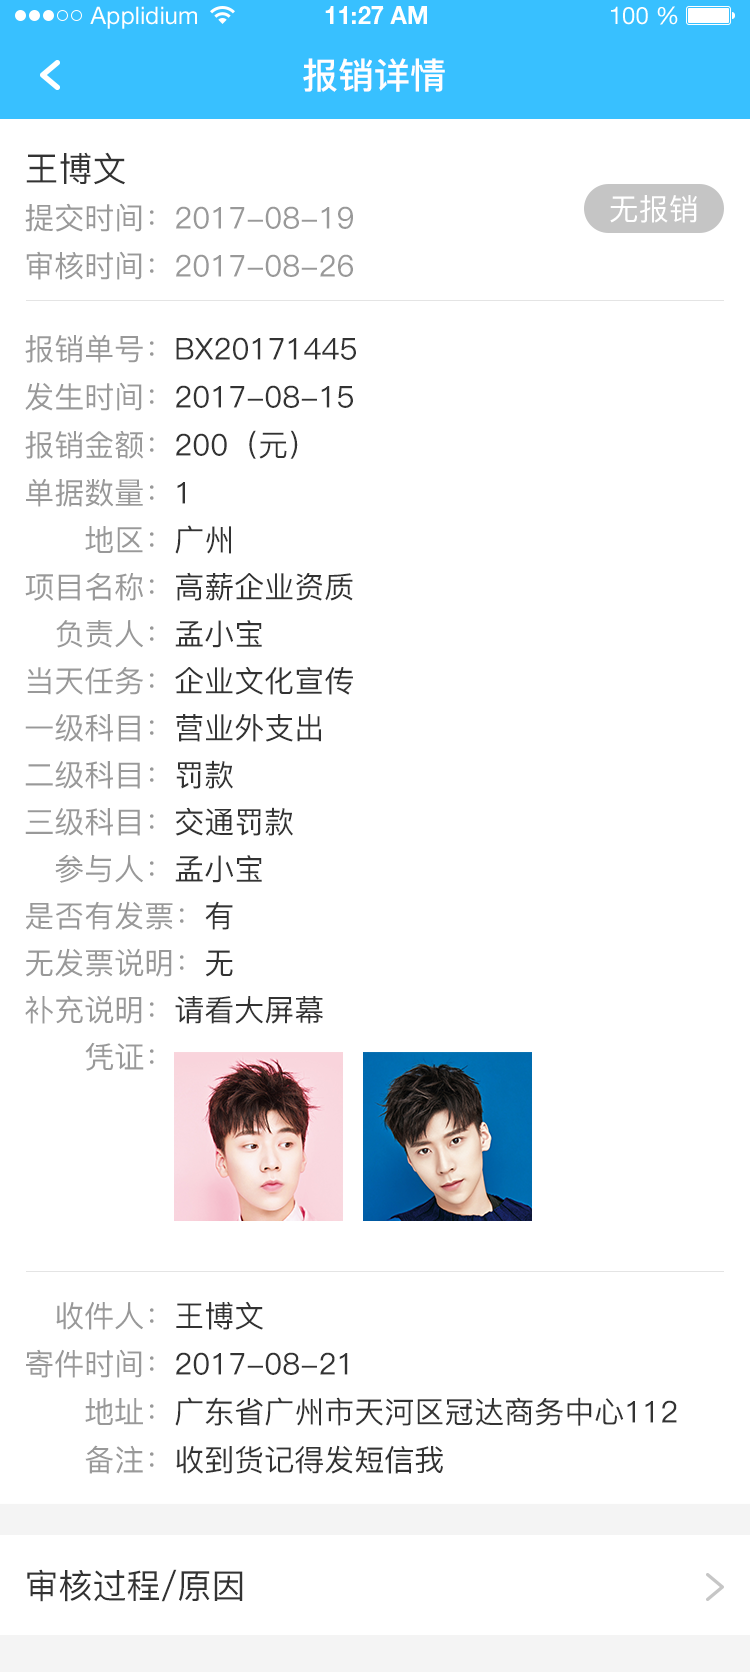 Applidium 11:27 AM 100 %
报销详情
王博文
提交时间：2017-08-19
无报销
审核时间：2017-08-26
报销单号：BX20171445
发生时间：2017-08-15
报销金额：200（元）
单据数量：1
地区：广州
项目名称：高薪企业资质
负责人：孟小宝
当天任务：企业文化宣传
一级科目：营业外支出
二级科目：罚款
三级科目：交通罚款
参与人：孟小宝
是否有发票：有
无发票说明：无
补充说明：请看大屏幕
凭证：
收件人：王博文
寄件时间：2017-08-21
地址：广东省广州市天河区冠达商务中心112
备注：收到货记得发短信我
审核过程/原因